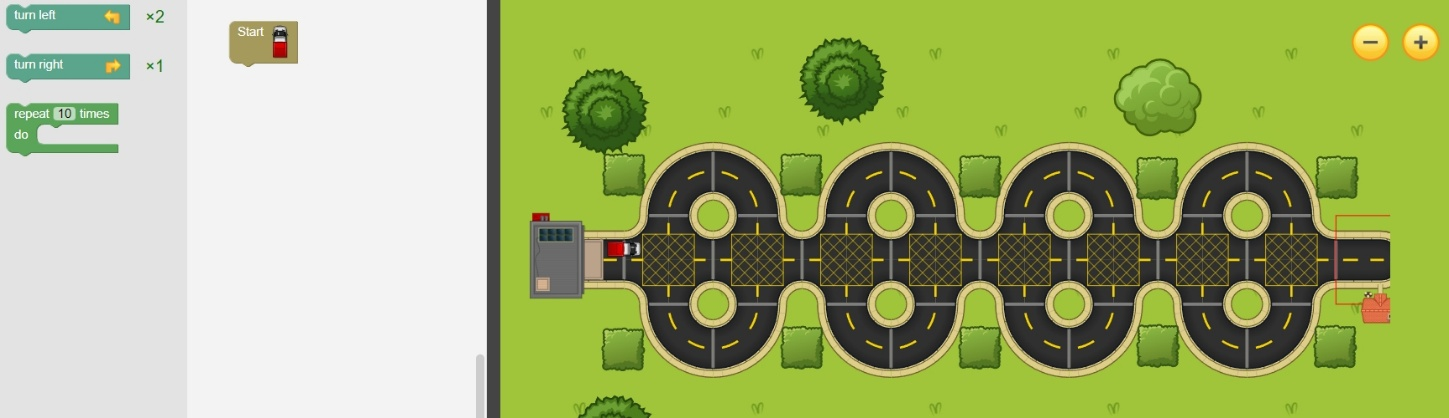 turn left ×2
Start
turn right ×1
repeat 10 times
do